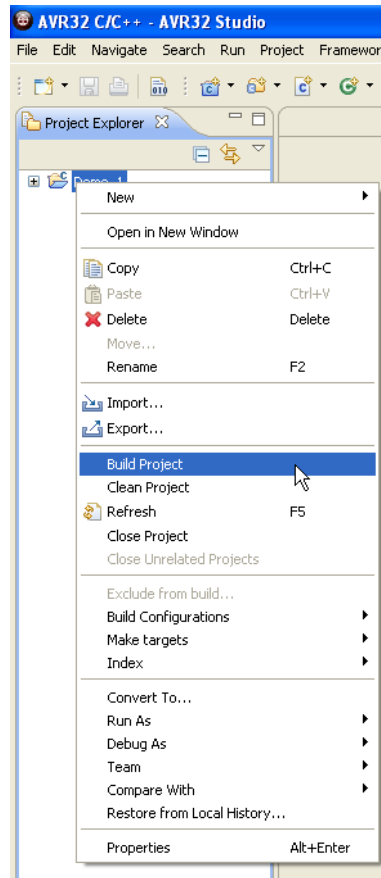 AVR32 C/C++ - AVR32 Studio
File Edit Navigate Search Run Project Framewor
Project Explorer
New
Open in New Window
Copy Ctrl+C
Paste Ctrl+V
Delete Delete
Move...
Rename F2
Import...
Export...
Build Project
Clean Project
Refresh F5
Close Project
Close Unrelated Projects
Exclude from build...
Build Configurations
Make targets
Index
Convert To...
Run As
Debug As
Team
Compare With
Restore from Local History...
Properties Alt+Enter